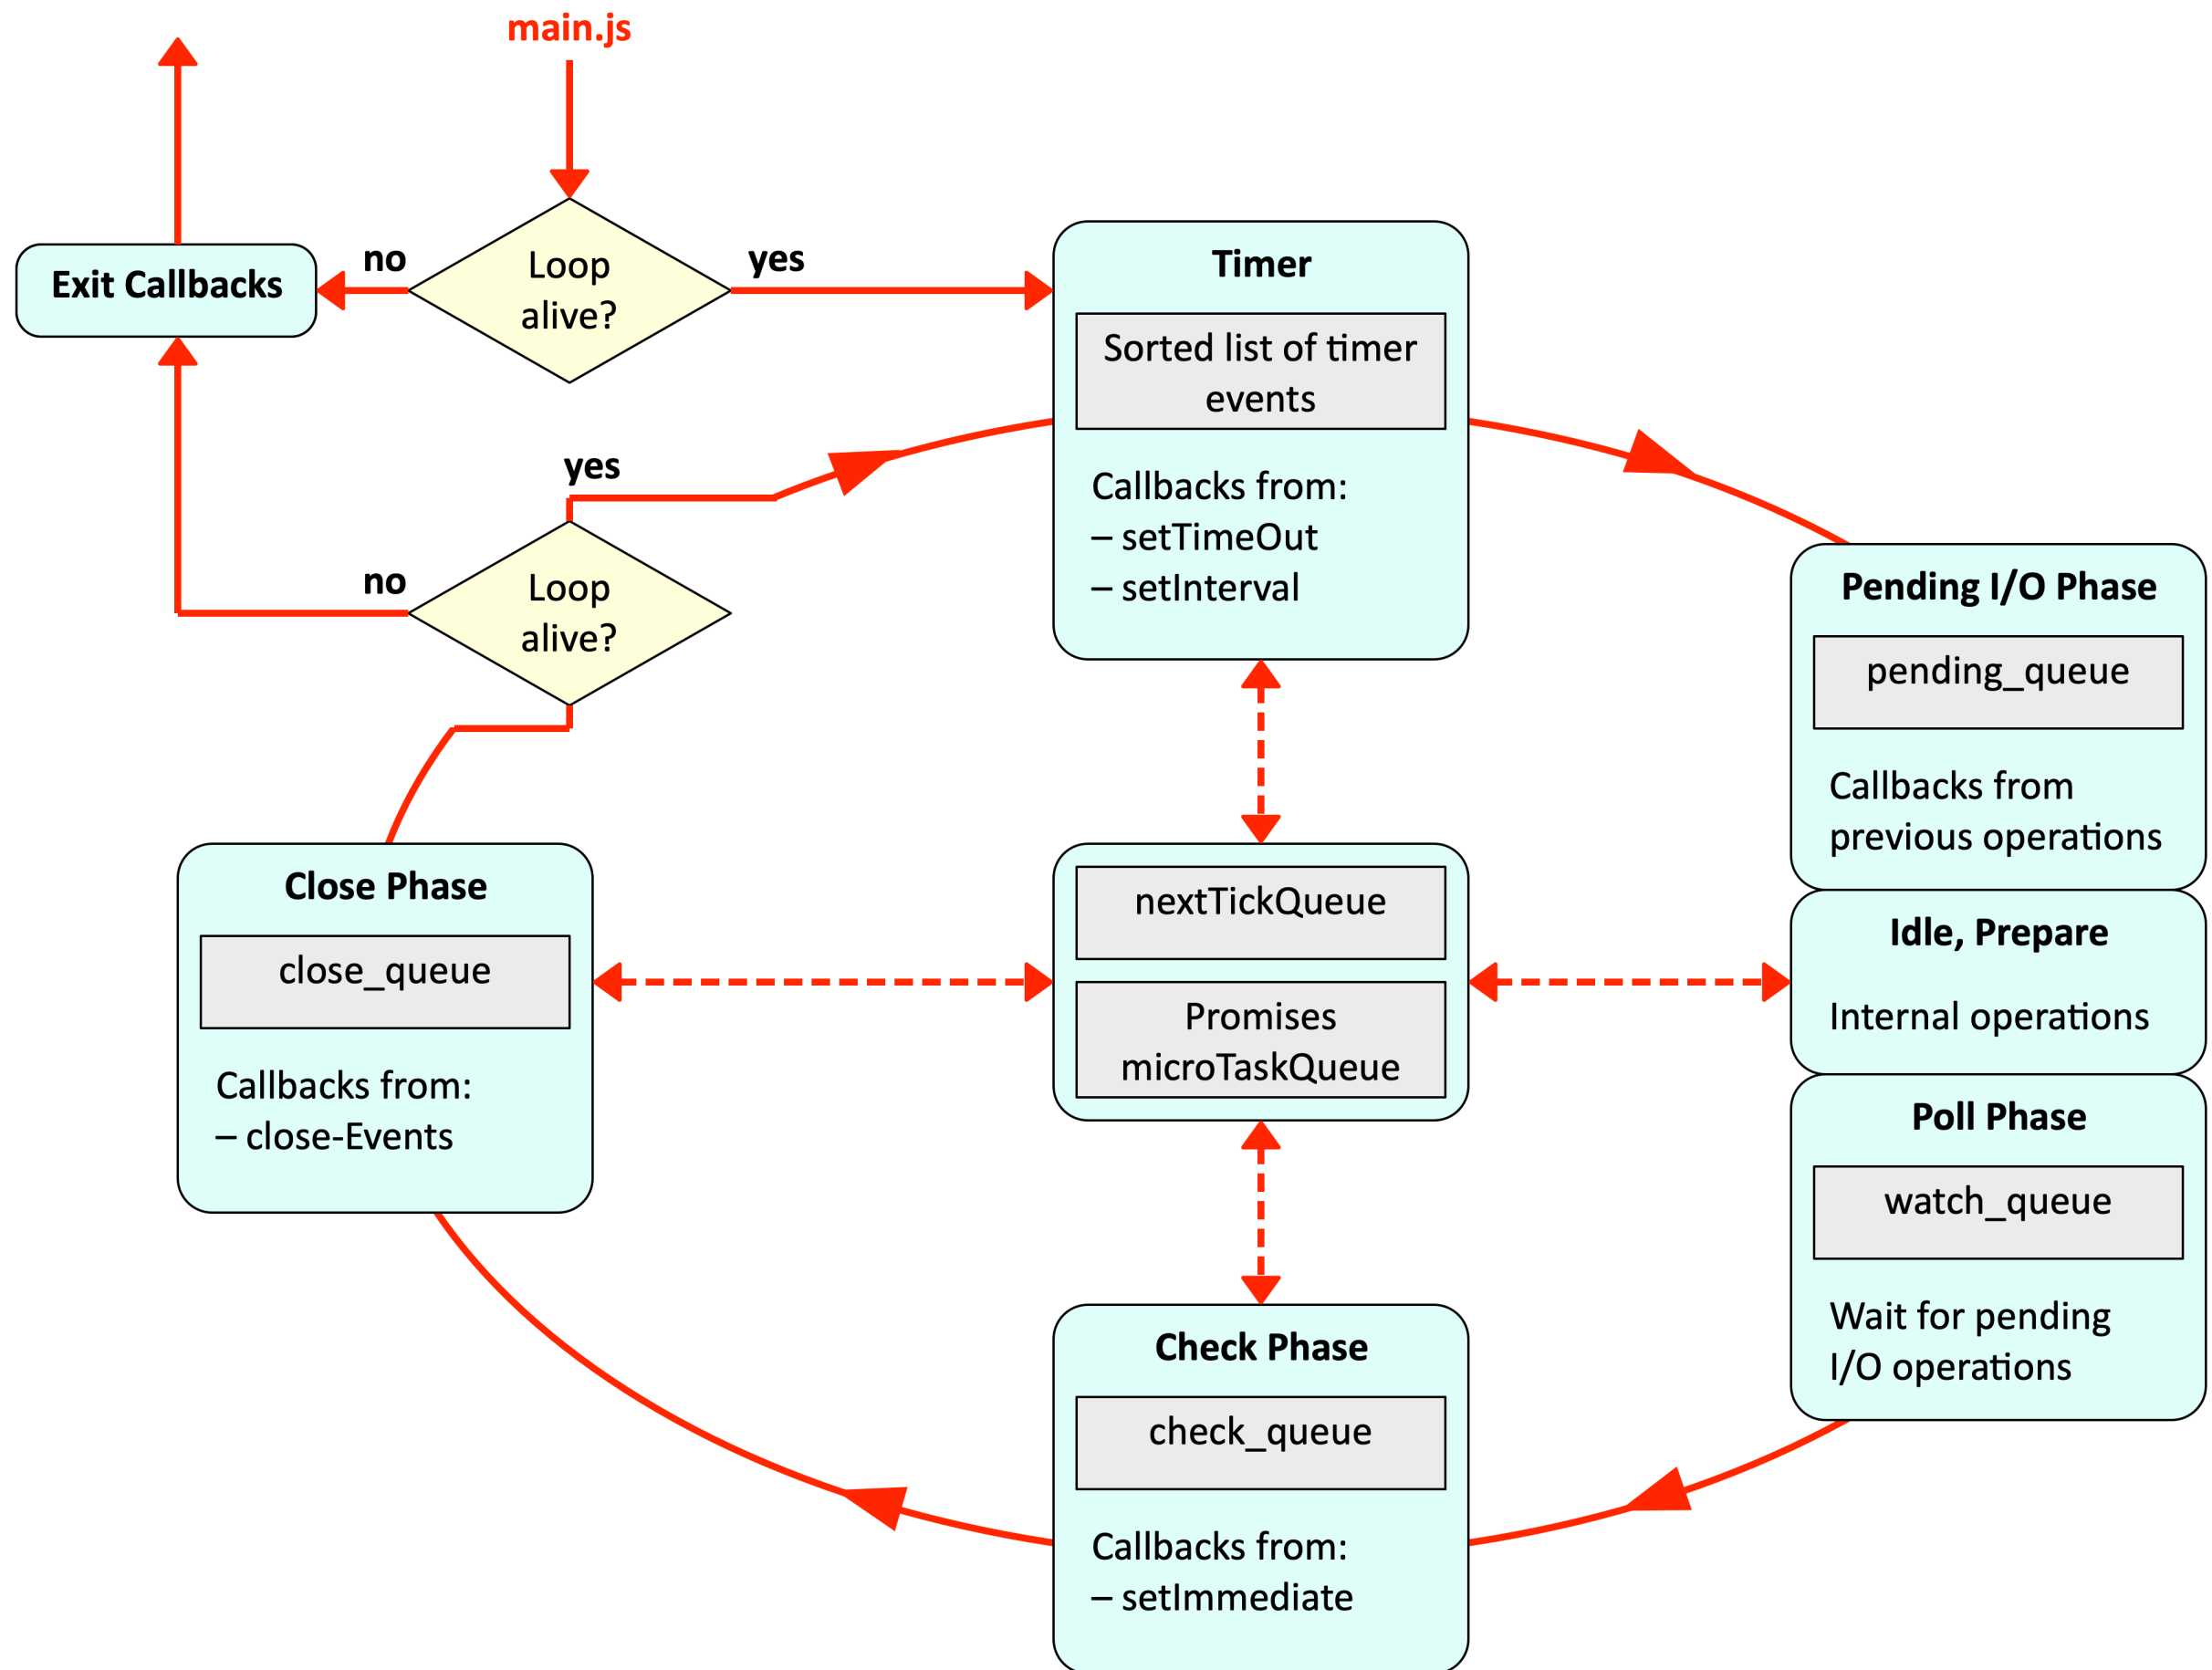 main.js
Exit Callbacks
no
Loop
alive?
yes
Timer
Sorted list of timer
events
Callbacks from:
– setTimeOut
– setInterval
yes
no
Loop
alive?
Pending I/O Phase
pending_queue
Callbacks from
previous operations
Close Phase
close_queue
Callbacks from:
– close-Events
nextTickQueue
Promises
microTaskQueue
Idle, Prepare
Internal operations
Poll Phase
watch_queue
Wait for pending
I/O operations
Check Phase
check_queue
Callbacks from:
– setImmediate